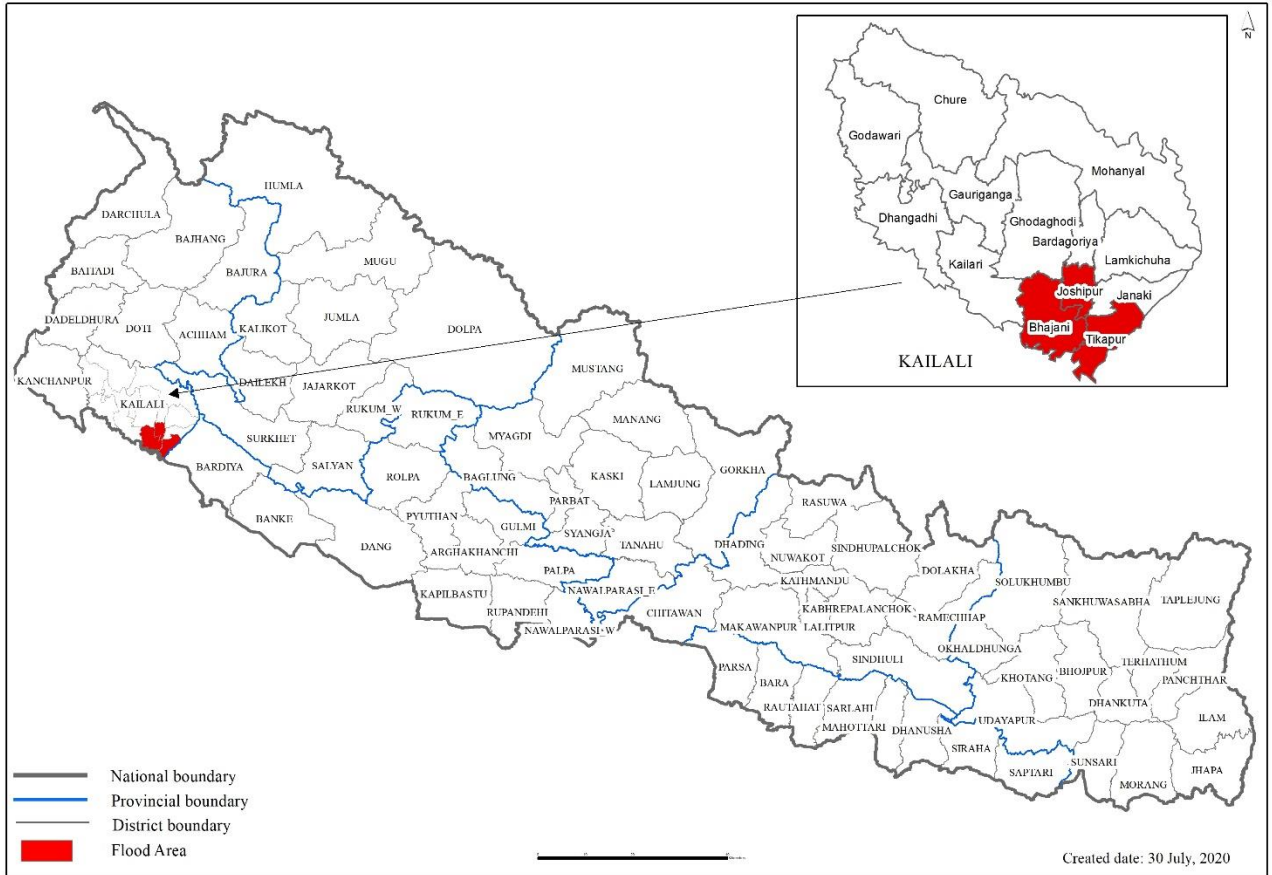 N
Chure
Godawari
Mohanyal
Gauriganga
Dhangadhi
Ghodaghodi
Bardagoriya
Kailari
Lamkichuha
Joshipur
Janaki
Bhajani
Tikapur
KAILALI
HUMLA
DARCHULA
BAJHANG
MUGU
BAITADI
BAJURA
JUMLA
DADELDHURA
DOTI
ACHHAM
KALIKOT
DOLPA
KANCHANPUR
DAILEKH
JAJARKOT
MUSTANG
KAILALI
RUKUM_W
RUKUM_E
MANANG
SURKHET
MYAGDI
BARDIYA
SALYAN
ROLPA
BAGLUNG
KASKI
LAMJUNG
GORKHA
PARBAT
RASUWA
BANKE
PYUTHAN
GULMI
SYANGJA
TANAHU
DHADING
NUWAKOT
SINDHUPALCHOK
DANG
ARGHAKHANCHI
DOLAKHA
PALPA
KATHMANDU
SOLUKHUMBU
KAPILBASTU
NAWALPARASI_E
SANKHUWASABHA
TAPLEJUNG
RUPANDEHI
CHITAWAN
KABHREPALANCHOK
RAMECHHAP
NAWALPARASI_W
MAKAWANPUR
LALITPUR
OKHALDHUNGA
SINDHULI
TERHATHUM
PARSA
KHOTANG
BHOJPUR
PANCHTHAR
BARA
DHANKUTA
RAUTAHAT
SARLAHI
ILAM
MAHOTTARI
DHANUSHA
UDAYAPUR
SIRAHA
SUNSARI
SAPTARI
MORANG
JHAPA
National boundary
Provincial boundary
District boundary
Flood Area
Created date: 30 July, 2020